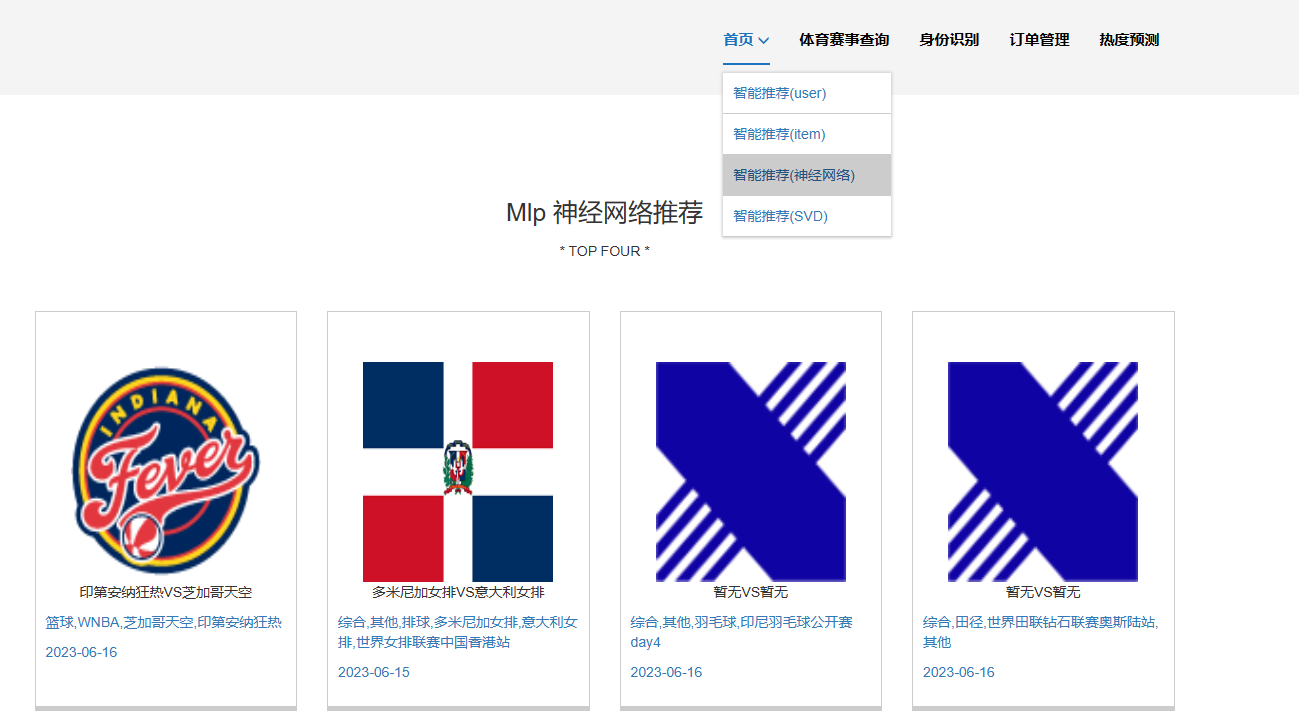 首页 体育赛事查询 身份识别 订单管理 热度预测
智能推荐(user)
智能推荐(item)
智能推荐(神经网络)
智能推荐(SVD)
Mlp 神经网络推荐
* TOP FOUR *
INDIANA
Fever
印第安纳狂热VS芝加哥天空
篮球,WNBA,芝加哥天空,印第安纳狂热
2023-06-16
多米尼加女排VS意大利女排
综合,其他,排球,多米尼加女排,意大利女
排,世界女排联赛中国香港站
2023-06-15
暂无VS暂无
综合,其他,羽毛球,印尼羽毛球公开赛
day4
2023-06-16
暂无VS暂无
综合,田径,世界田联钻石联赛奥斯陆站,
其他
2023-06-16